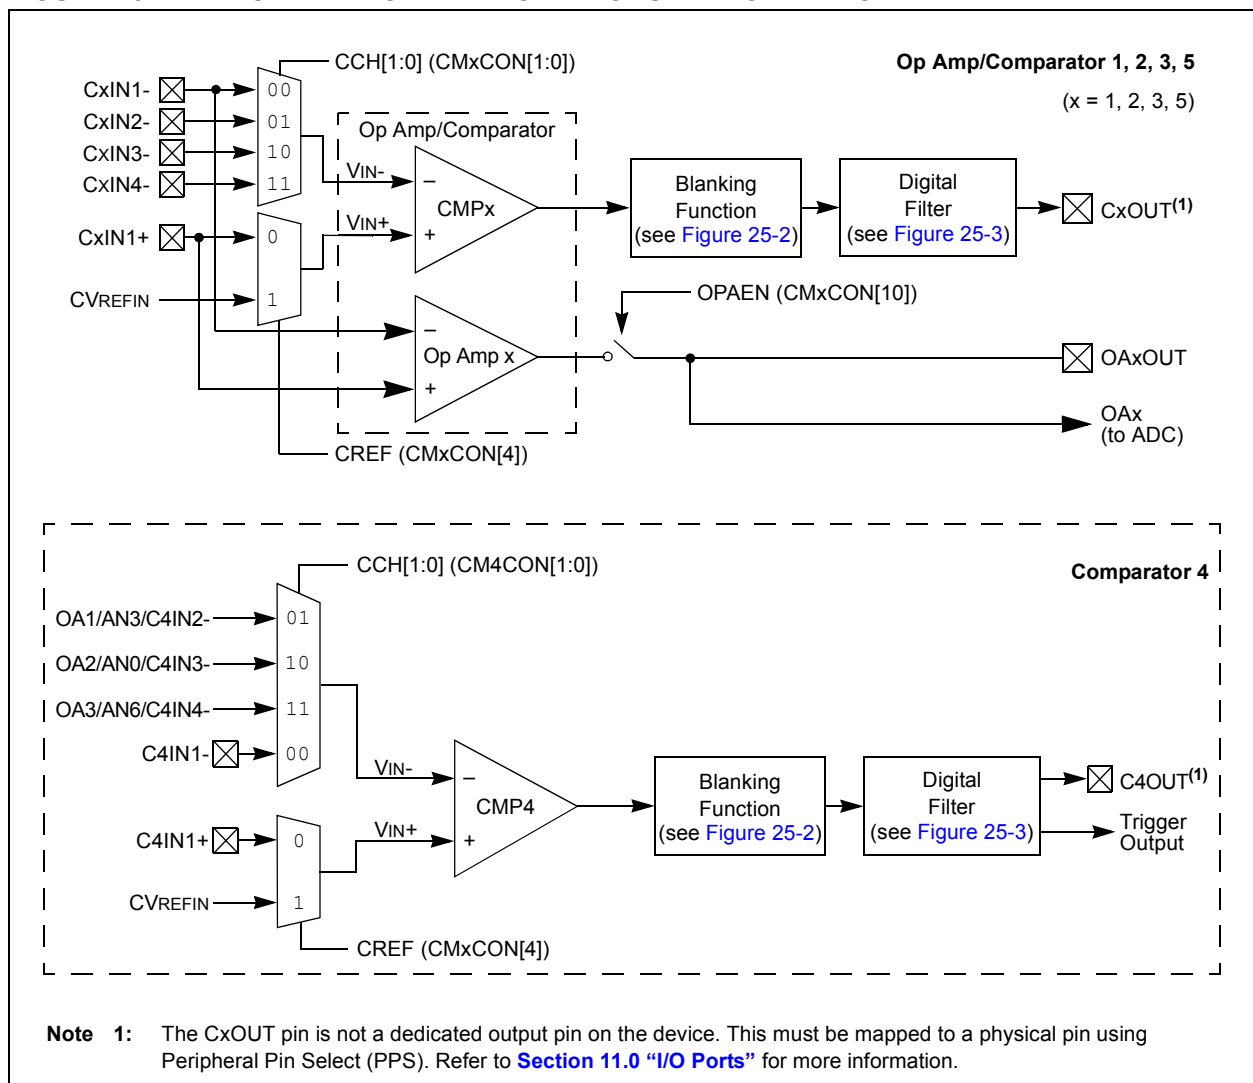 CCH[1:0] (CMxCON[1:0])
Op Amp/Comparator 1, 2, 3, 5
(x = 1, 2, 3, 5)
CxIN1-
CxIN2-
CxIN3-
CxIN4-
00
01
10
11
Op Amp/Comparator
VIN-
–
CMPx
VIN+
+
CxIN1+
0
CVREFIN
1
Blanking
Function
(see Figure 25-2)
Digital
Filter
(see Figure 25-3)
CxOUT(1)
OPAEN (CMxCON[10])
–
Op Amp x
+
OAxOUT
OAx
(to ADC)
CREF (CMxCON[4])
CCH[1:0] (CM4CON[1:0])
Comparator 4
OA1/AN3/C4IN2-
01
OA2/AN0/C4IN3-
10
OA3/AN6/C4IN4-
11
C4IN1-
00
VIN-
–
CMP4
VIN+
+
C4IN1+
0
CVREFIN
1
Blanking
Function
(see Figure 25-2)
Digital
Filter
(see Figure 25-3)
C4OUT(1)
Trigger
Output
CREF (CMxCON[4])
Note 1: The CxOUT pin is not a dedicated output pin on the device. This must be mapped to a physical pin using
Peripheral Pin Select (PPS). Refer to Section 11.0 “I/O Ports” for more information.